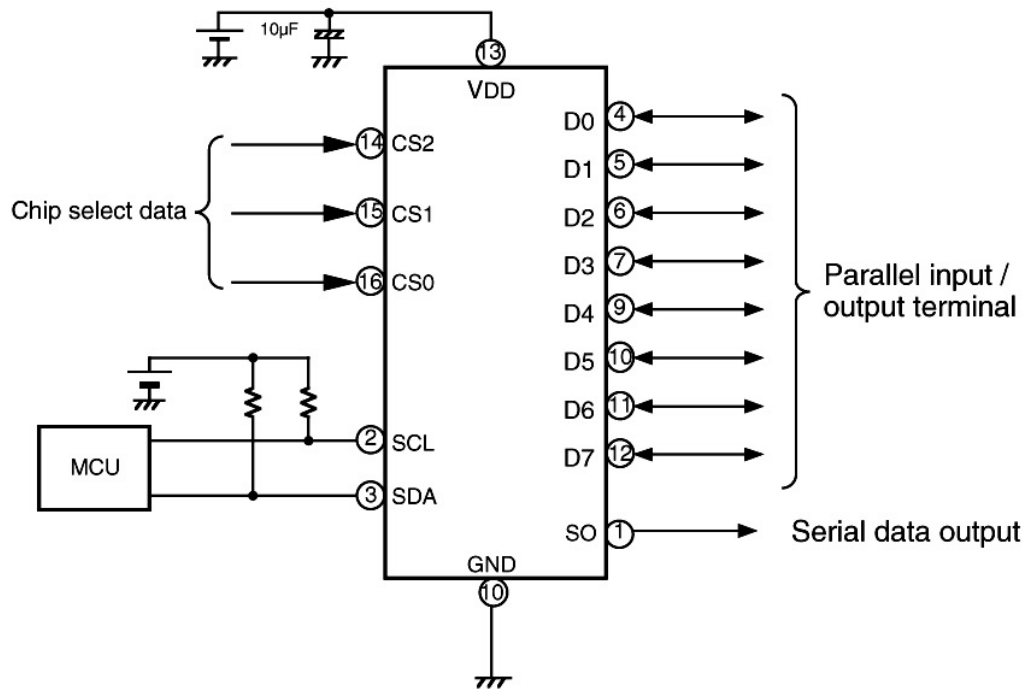 10µF
13
VDD
14 CS2
15 CS1
16 CS0
Chip select data
D0 4
D1 5
D2 6
D3 7
D4 9
D5 10
D6 11
D7 12
Parallel input /
output terminal
MCU
2 SCL
3 SDA
SO 1
Serial data output
GND
10